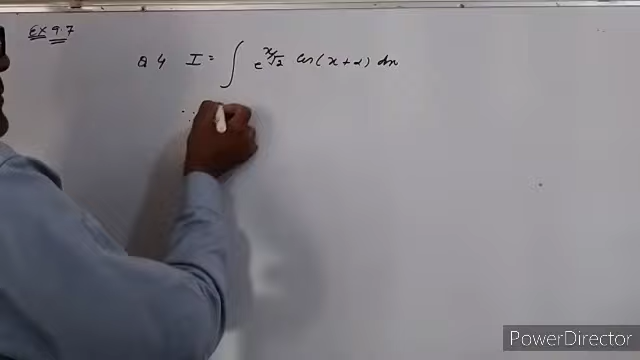 EX 9.7
Q 4 I = ∫ e^{x/√2} cos(x+α) dx
∵
PowerDirector